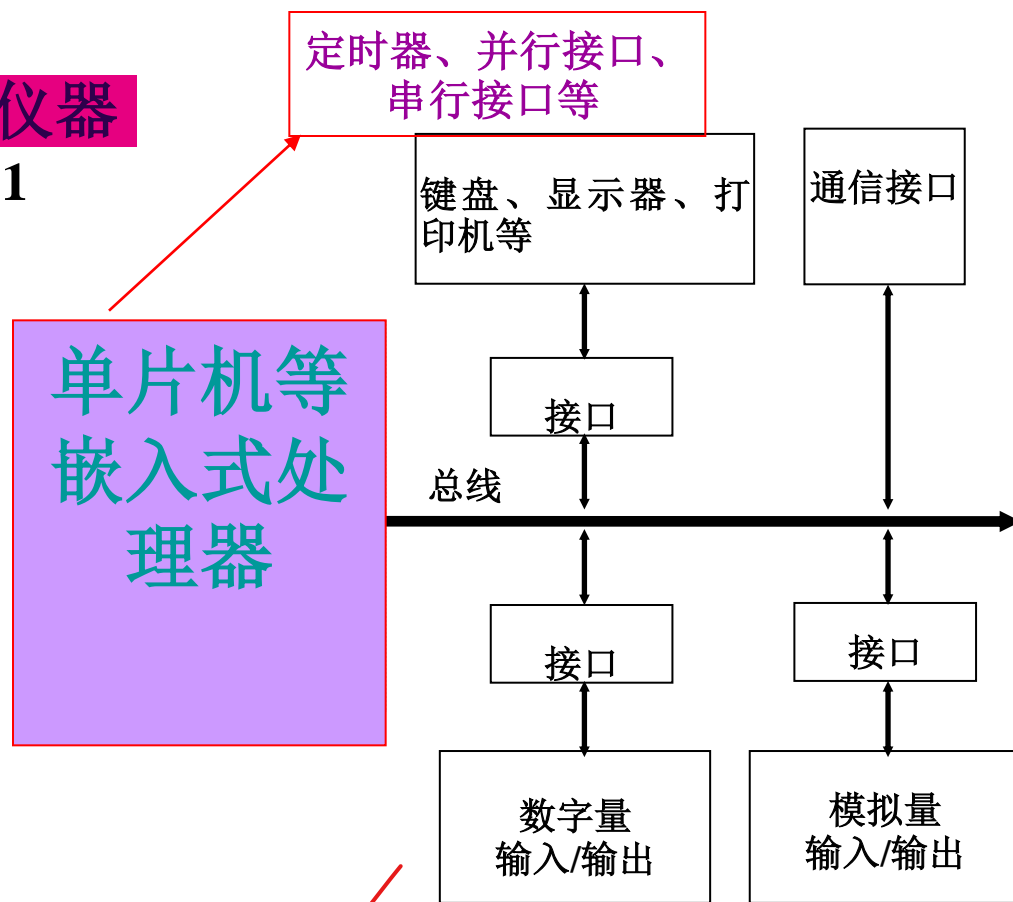 定时器、并行接口、
串行接口等
仪器
1
键盘、显示器、打
印机等
通信接口
单片机等
嵌入式处
理器
接口
总线
接口
接口
数字量
输入/输出
模拟量
输入/输出